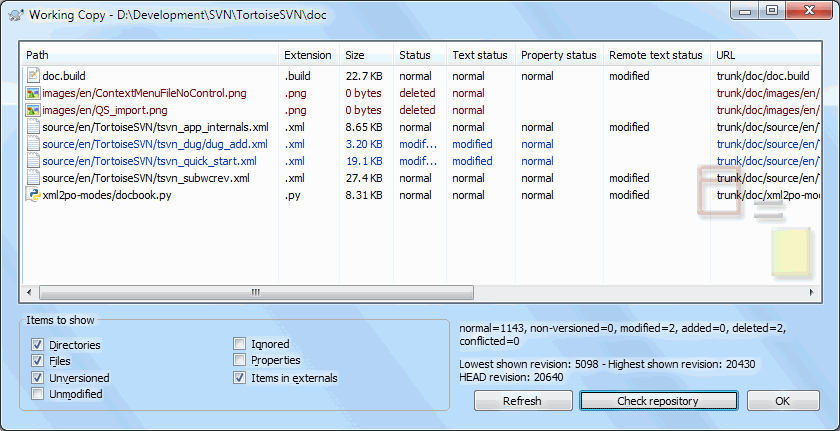 Working Copy - D:\Development\SVN\TortoiseSVN\doc
Path Extension Size Status Text status Property status Remote text status URL
doc.build .build 22.7 KB normal normal normal modified trunk/doc/doc.build
images/en/ContextMenuFileNoControl.png .png 0 bytes deleted normal trunk/doc/images/en/
images/en/QS_import.png .png 0 bytes deleted normal trunk/doc/images/en/
source/en/TortoiseSVN/tsvn_app_internals.xml .xml 8.65 KB normal normal normal modified trunk/doc/source/en/T
source/en/TortoiseSVN/tsvn_dug/dug_add.xml .xml 3.20 KB modif... modified normal trunk/doc/source/en/T
source/en/TortoiseSVN/tsvn_quick_start.xml .xml 19.1 KB modif... modified normal trunk/doc/source/en/T
source/en/TortoiseSVN/tsvn_subwcrev.xml .xml 27.4 KB normal normal normal modified trunk/doc/source/en/T
xml2po-modes/docbook.py .py 8.31 KB normal normal normal modified trunk/doc/xml2po-mod
Items to show
Directories
Files
Unversioned
Unmodified
Ignored
Properties
Items in externals
normal=1143, non-versioned=0, modified=2, added=0, deleted=2,
conflicted=0
Lowest shown revision: 5098 - Highest shown revision: 20430
HEAD revision: 20640
Refresh Check repository OK